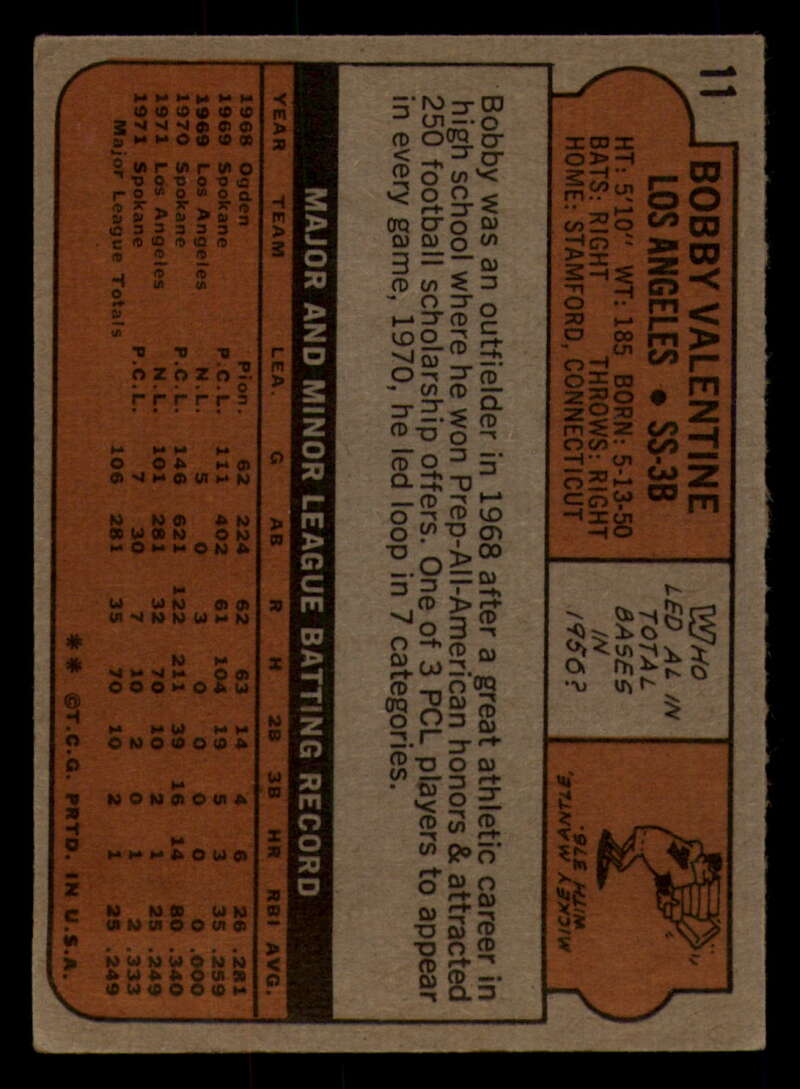 11
BOBBY VALENTINE
LOS ANGELES • SS-3B
HT: 5'10" WT: 185 BORN: 5-13-50
BATS: RIGHT THROWS: RIGHT
HOME: STAMFORD, CONNECTICUT
WHO
LED AL IN
TOTAL
BASES
IN
1956?
MICKEY MANTLE,
WITH 376.
Bobby was an outfielder in 1968 after a great athletic career in
high school where he won Prep-All-American honors & attracted
250 football scholarship offers. One of 3 PCL players to appear
in every game, 1970, he led loop in 7 categories.
MAJOR AND MINOR LEAGUE BATTING RECORD
YEAR TEAM LEA. G AB R H 2B 3B HR RBI AVG.
1968 Ogden Pion. 62 224 62 63 14 4 6 26 .281
1969 Spokane P.C.L. 111 402 61 104 19 5 3 35 .259
1969 Los Angeles N.L. 5 0 3 0 0 0 0 0 .000
1970 Spokane P.C.L. 146 621 122 211 39 16 14 80 .340
1971 Los Angeles N.L. 101 281 32 70 10 2 1 25 .249
1971 Spokane P.C.L. 7 30 7 10 2 0 1 2 .333
Major League Totals 106 281 35 70 10 2 1 25 .249
** ©T.C.G. PRTD. IN U.S.A.